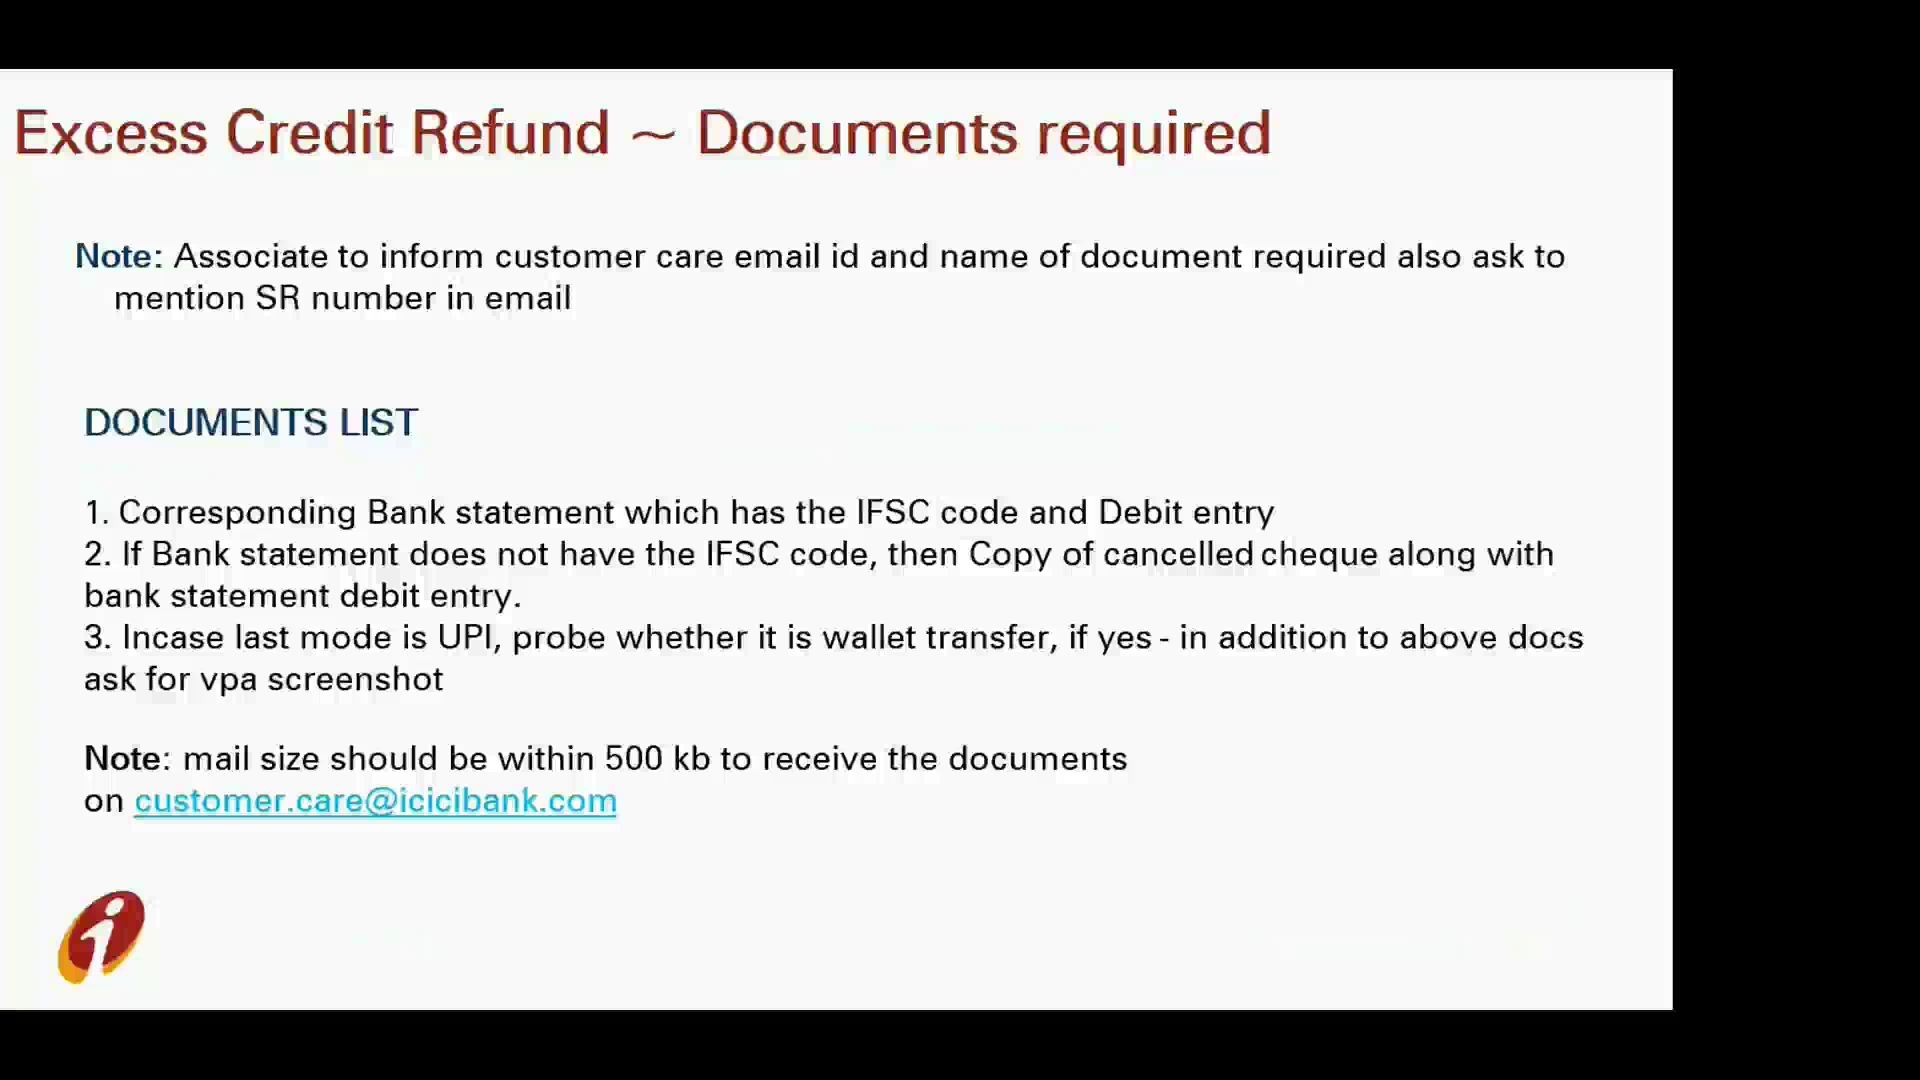 Excess Credit Refund ~ Documents required
Note: Associate to inform customer care email id and name of document required also ask to
mention SR number in email
DOCUMENTS LIST
1. Corresponding Bank statement which has the IFSC code and Debit entry
2. If Bank statement does not have the IFSC code, then Copy of cancelled cheque along with
bank statement debit entry.
3. Incase last mode is UPI, probe whether it is wallet transfer, if yes - in addition to above docs
ask for vpa screenshot
Note: mail size should be within 500 kb to receive the documents
on customer.care@icicibank.com